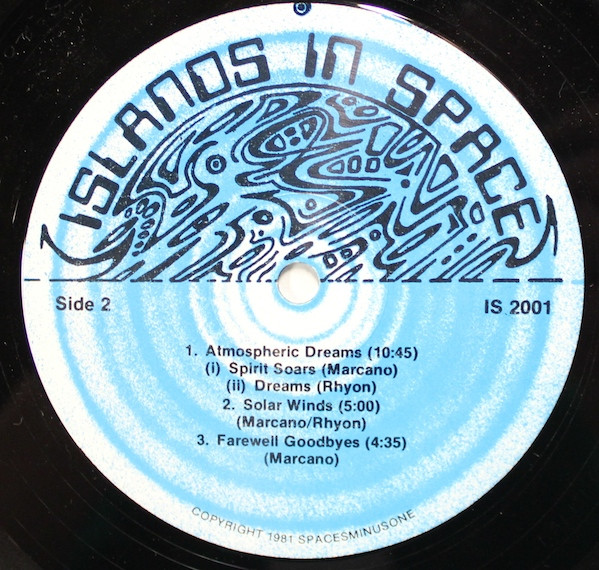 ISLANDS IN SPACE
Side 2
IS 2001
1. Atmospheric Dreams (10:45)
(i) Spirit Soars (Marcano)
(ii) Dreams (Rhyon)
2. Solar Winds (5:00)
(Marcano/Rhyon)
3. Farewell Goodbyes (4:35)
(Marcano)
COPYRIGHT 1981 SPACESMINUSONE